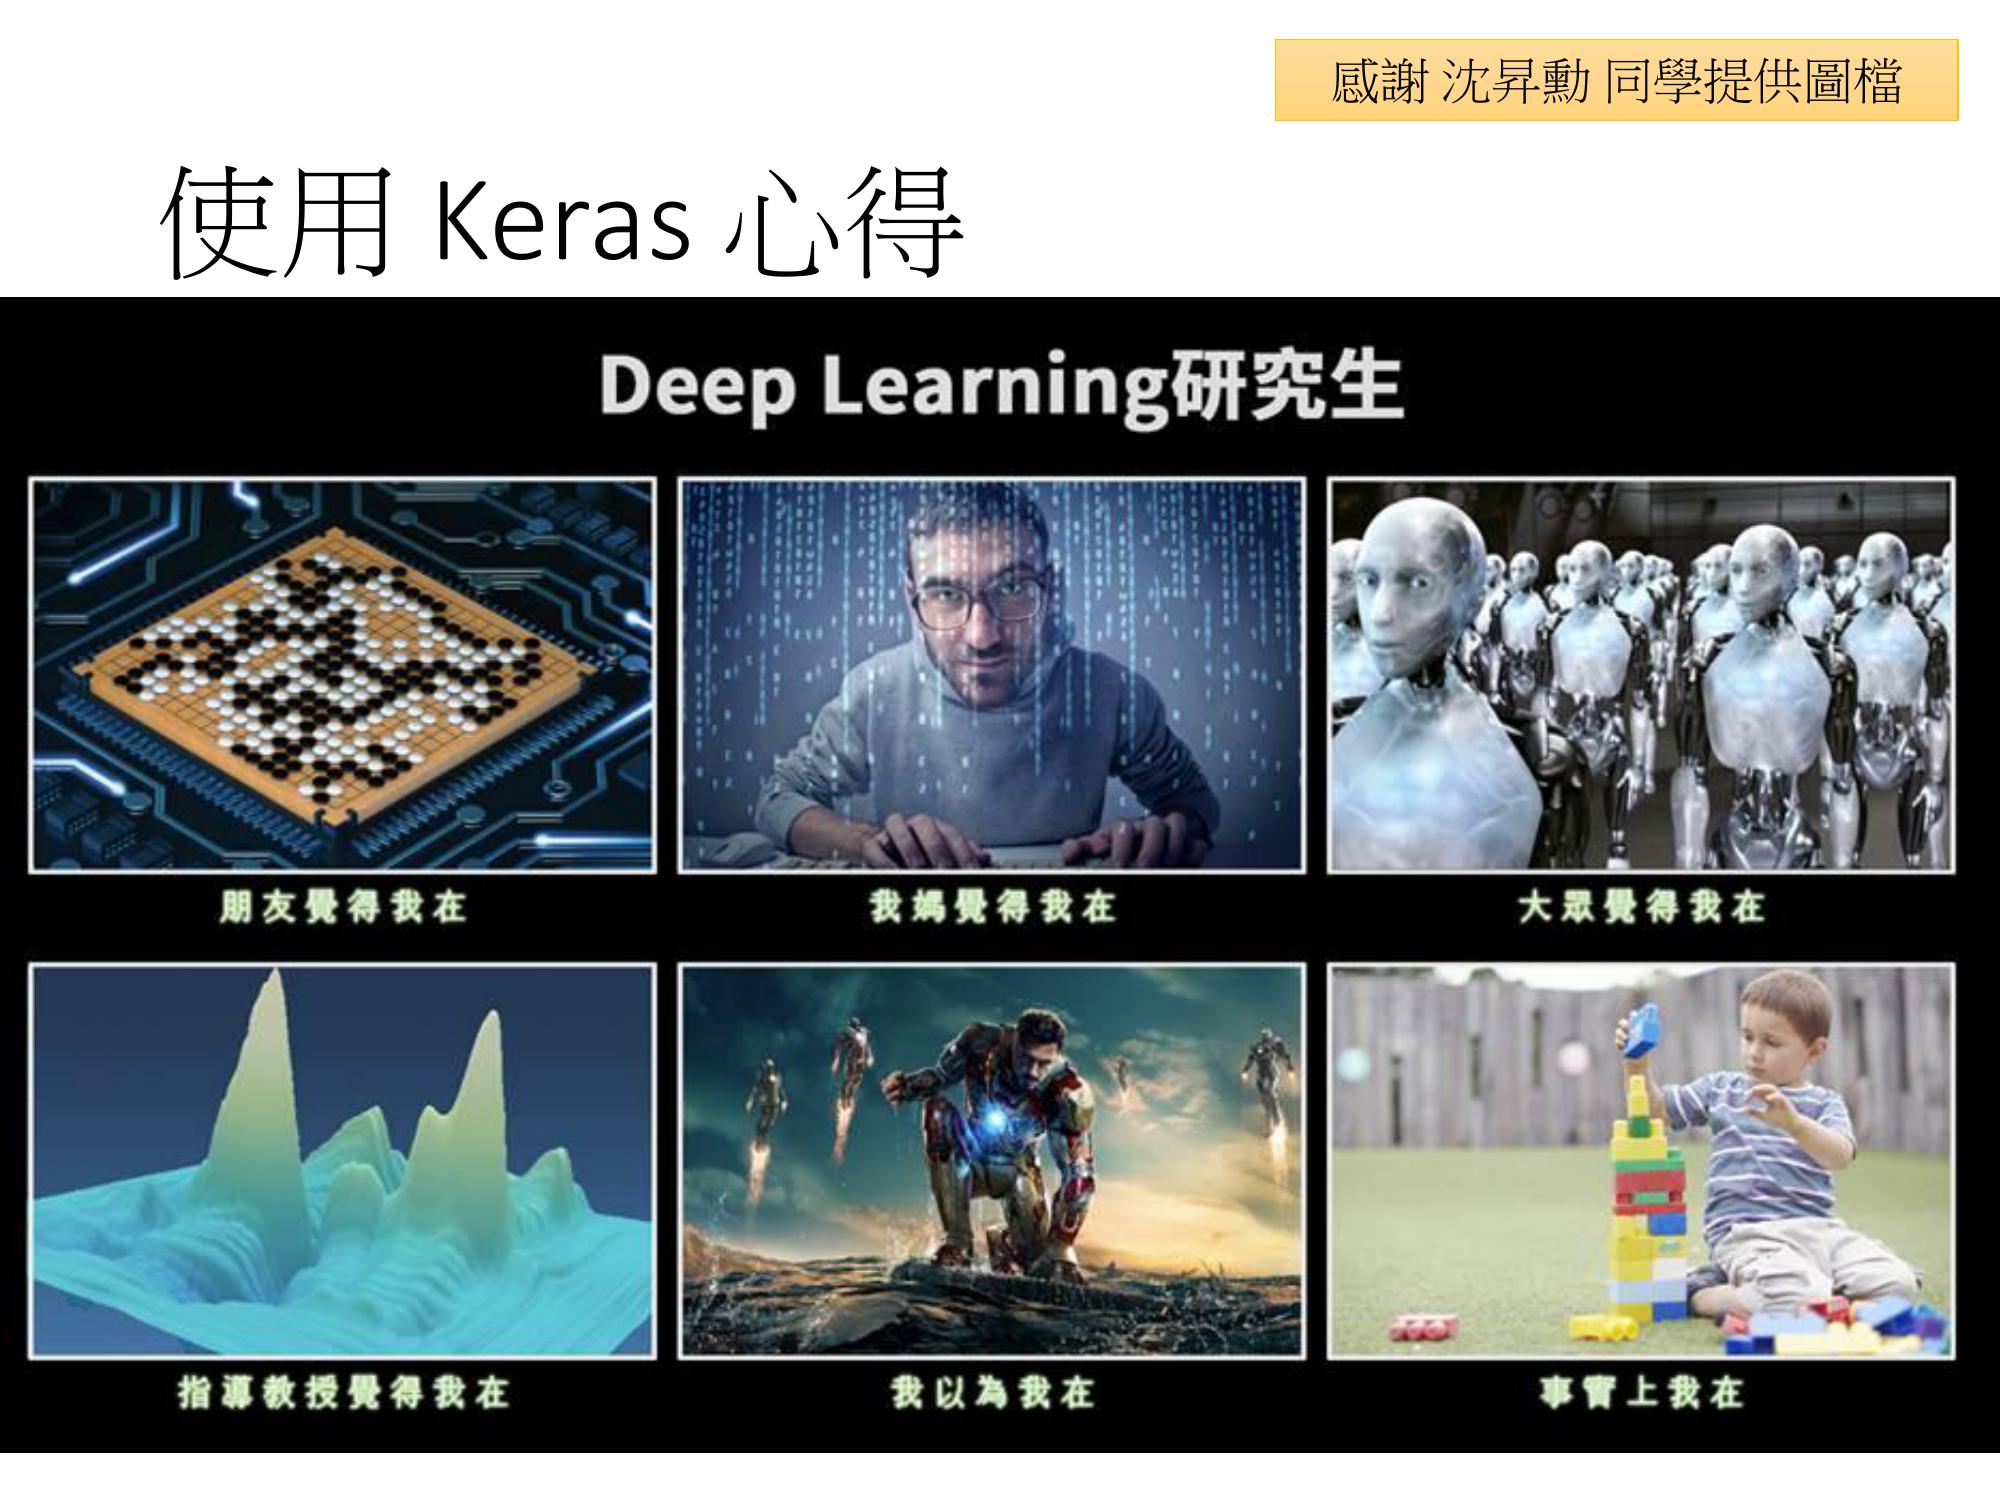 感謝 沈昇勳 同學提供圖檔
使用 Keras 心得
Deep Learning研究生
朋友覺得我在
我媽覺得我在
大眾覺得我在
指導教授覺得我在
我以為我在
事實上我在